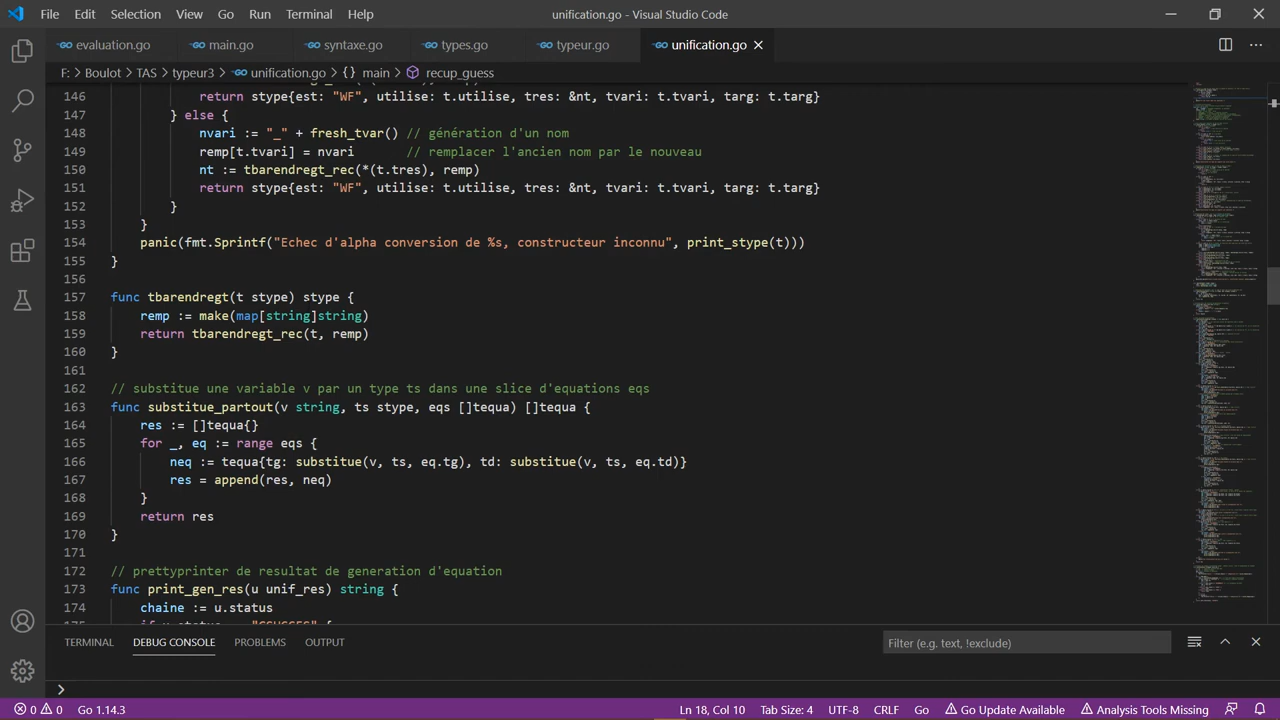 File Edit Selection View Go Run Terminal Help unification.go - Visual Studio Code
evaluation.go main.go syntaxe.go types.go typeur.go unification.go
F: > Boulot > TAS > typeur3 > unification.go > {} main > recup_guess
146 return stype{est: "WF", utilise: t.utilise, tres: &nt, tvari: t.tvari, targ: t.targ}
147 } else {
148 nvari := "_" + fresh_tvar() // génération d'un nom
149 remp[t.tvari] = nvari // remplacer l'ancien nom par le nouveau
150 nt := tbarendregt_rec(*(t.tres), remp)
151 return stype{est: "WF", utilise: t.utilise, tres: &nt, tvari: t.tvari, targ: t.targ}
152 }
153 }
154 panic(fmt.Sprintf("Echec d'alpha conversion de %s, constructeur inconnu", print_stype
155 }
156
157 func tbarendregt(t stype) stype {
158 remp := make(map[string]string)
159 return tbarendregt_rec(t, remp)
160 }
161
162 // substitue une variable v par un type ts dans une slice d'equations eqs
163 func substitue_partout(v string, ts stype, eqs []tequa) []tequa {
164 res := []tequa{}
165 for _, eq := range eqs {
166 neq := tequa{tg: substitue(v, ts, eq.tg), td: substitue(v, ts, eq.td)}
167 res = append(res, neq)
168 }
169 return res
170 }
171
172 // prettyprinter de resultat de generation d'equation
173 func print_gen_res(u unif_res) string {
174 chaine := u.status
175
TERMINAL DEBUG CONSOLE PROBLEMS OUTPUT Filter (e.g. text, !exclude)
0 0 Go 1.14.3 Ln 18, Col 10 Tab Size: 4 UTF-8 CRLF Go Go Update Available Analysis Tools Missing